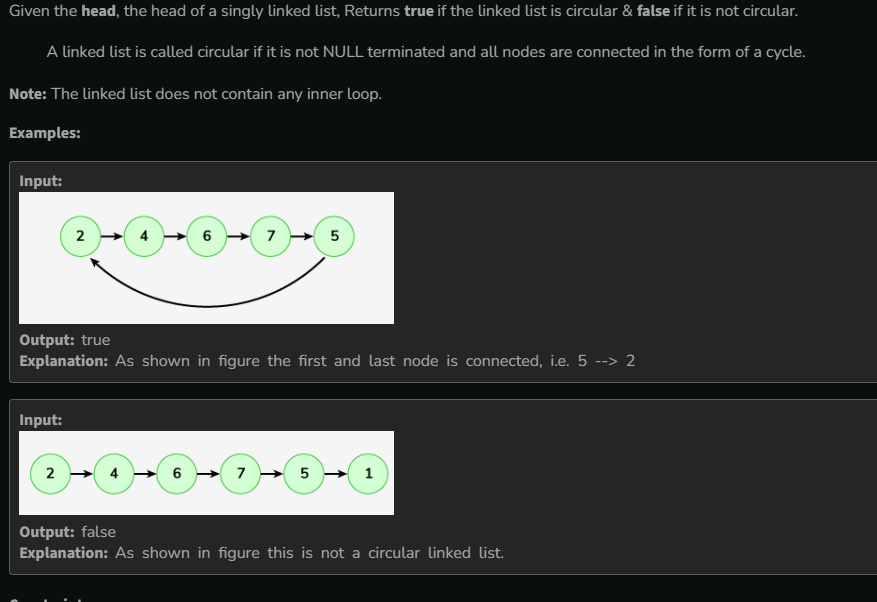 Given the head, the head of a singly linked list, Returns true if the linked list is circular & false if it is not circular.
A linked list is called circular if it is not NULL terminated and all nodes are connected in the form of a cycle.
Note: The linked list does not contain any inner loop.
Examples:
Input:
2 4 6 7 5
Output: true
Explanation: As shown in figure the first and last node is connected, i.e. 5 --> 2
Input:
2 4 6 7 5 1
Output: false
Explanation: As shown in figure this is not a circular linked list.